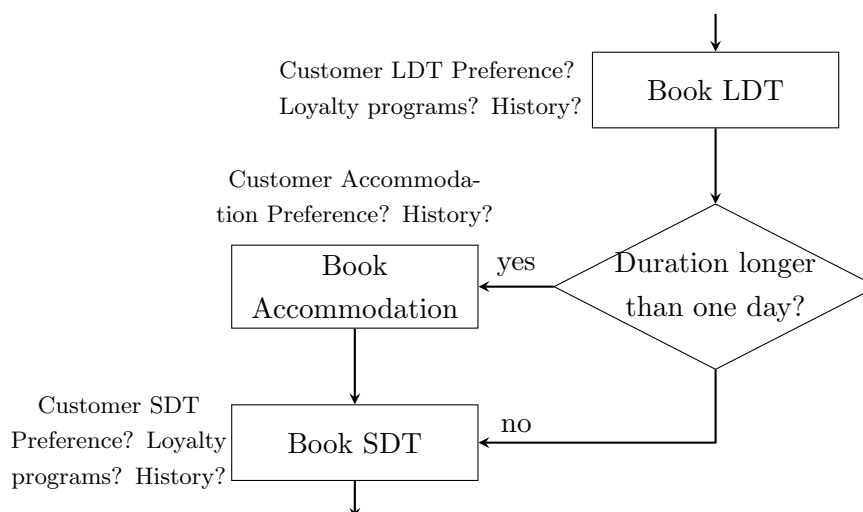 Customer LDT Preference?
Loyalty programs? History?
Book LDT
Customer Accommoda-
tion Preference? History?
Book
Accommodation
yes
Duration longer
than one day?
Customer SDT
Preference? Loyalty
programs? History?
Book SDT
no